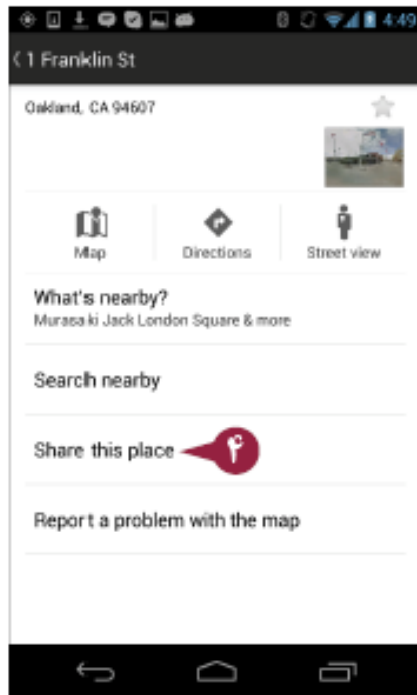 4:49
1 Franklin St
Oakland, CA 94607
Map
Directions
Street view
What's nearby?
Murasaki Jack London Square & more
Search nearby
Share this place
Report a problem with the map